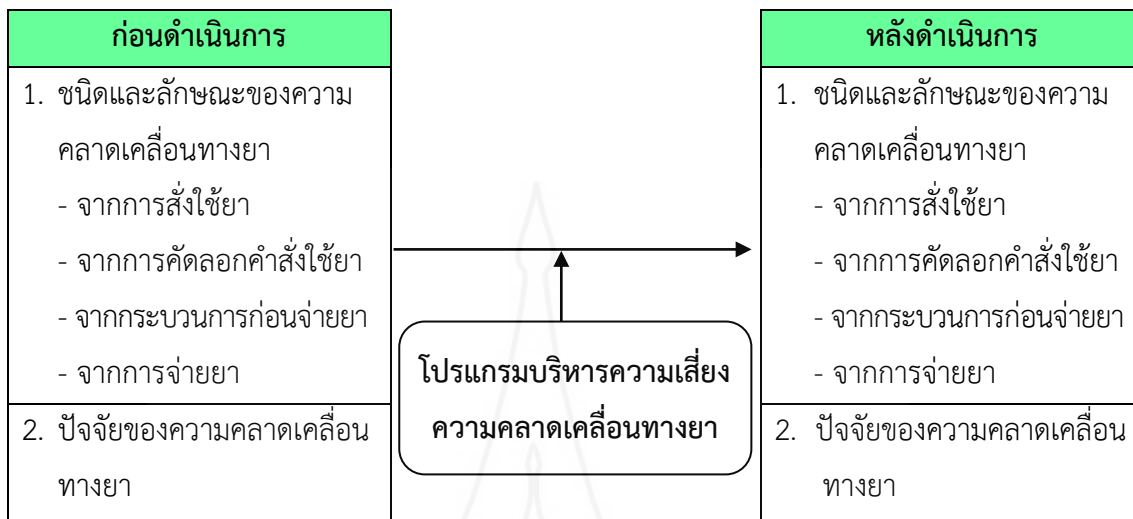 ก่อนดำเนินการ
1. ชนิดและลักษณะของความ
คลาดเคลื่อนทางยา
- จากการสั่งใช้ยา
- จากการคัดลอกคำสั่งใช้ยา
- จากกระบวนการก่อนจ่ายยา
- จากการจ่ายยา
2. ปัจจัยของความคลาดเคลื่อน
ทางยา
โปรแกรมบริหารความเสี่ยง
ความคลาดเคลื่อนทางยา
หลังดำเนินการ
1. ชนิดและลักษณะของความ
คลาดเคลื่อนทางยา
- จากการสั่งใช้ยา
- จากการคัดลอกคำสั่งใช้ยา
- จากกระบวนการก่อนจ่ายยา
- จากการจ่ายยา
2. ปัจจัยของความคลาดเคลื่อน
ทางยา